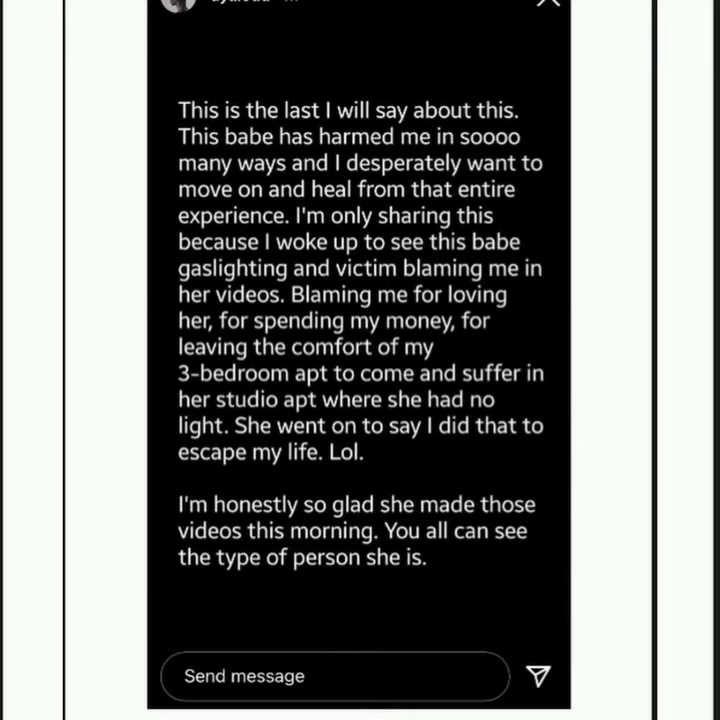 This is the last I will say about this.
This babe has harmed me in soooo
many ways and I desperately want to
move on and heal from that entire
experience. I'm only sharing this
because I woke up to see this babe
gaslighting and victim blaming me in
her videos. Blaming me for loving
her, for spending my money, for
leaving the comfort of my
3-bedroom apt to come and suffer in
her studio apt where she had no
light. She went on to say I did that to
escape my life. Lol.
I'm honestly so glad she made those
videos this morning. You all can see
the type of person she is.
Send message